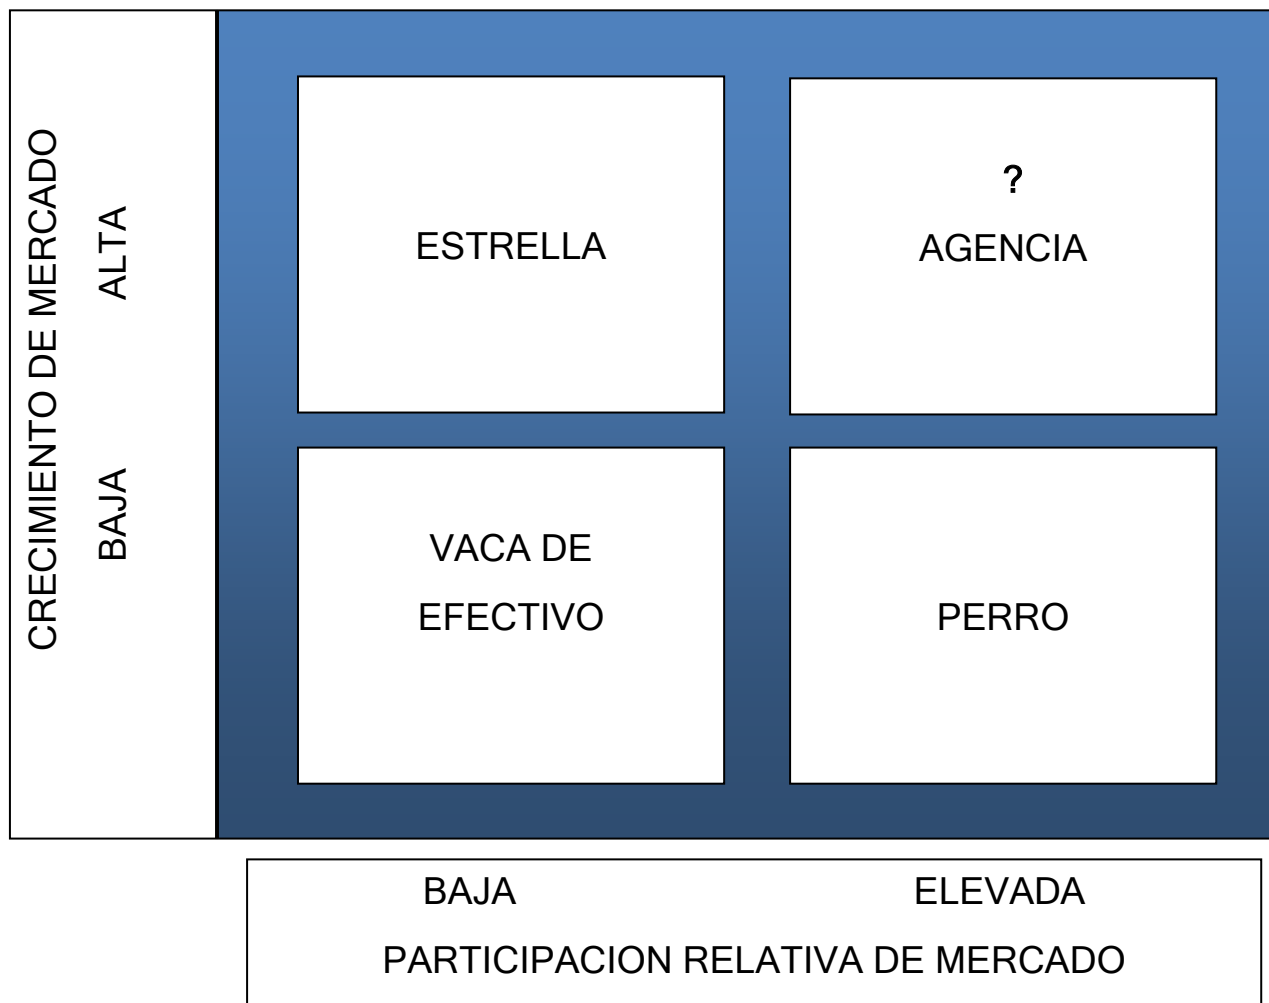 CRECIMIENTO DE MERCADO
ALTA
BAJA
ESTRELLA
?
AGENCIA
VACA DE
EFECTIVO
PERRO
BAJA
ELEVADA
PARTICIPACION RELATIVA DE MERCADO